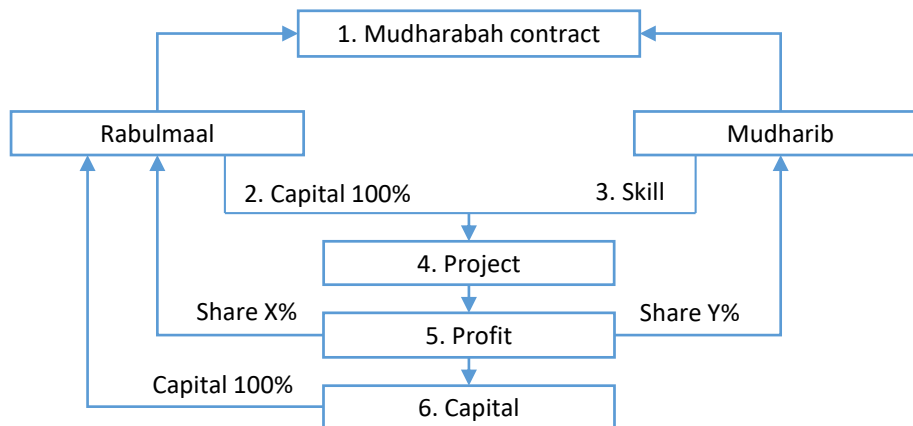 1. Mudharabah contract
Rabulmaal
Mudharib
2. Capital 100%
3. Skill
4. Project
Share X%
Share Y%
5. Profit
Capital 100%
6. Capital